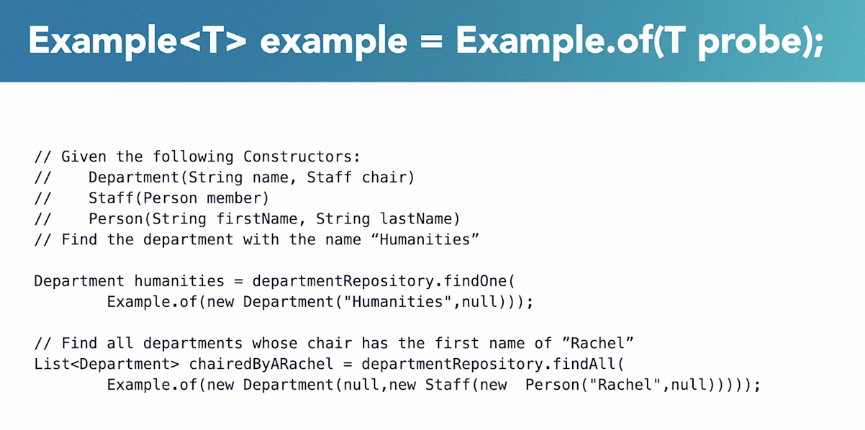 Example<T> example = Example.of(T probe);
// Given the following Constructors:
//    Department(String name, Staff chair)
//    Staff(Person member)
//    Person(String firstName, String lastName)
// Find the department with the name “Humanities”
Department humanities = departmentRepository.findOne(
        Example.of(new Department("Humanities",null)));
// Find all departments whose chair has the first name of ”Rachel”
List<Department> chairedByARachel = departmentRepository.findAll(
        Example.of(new Department(null,new Staff(new  Person("Rachel",null)))));